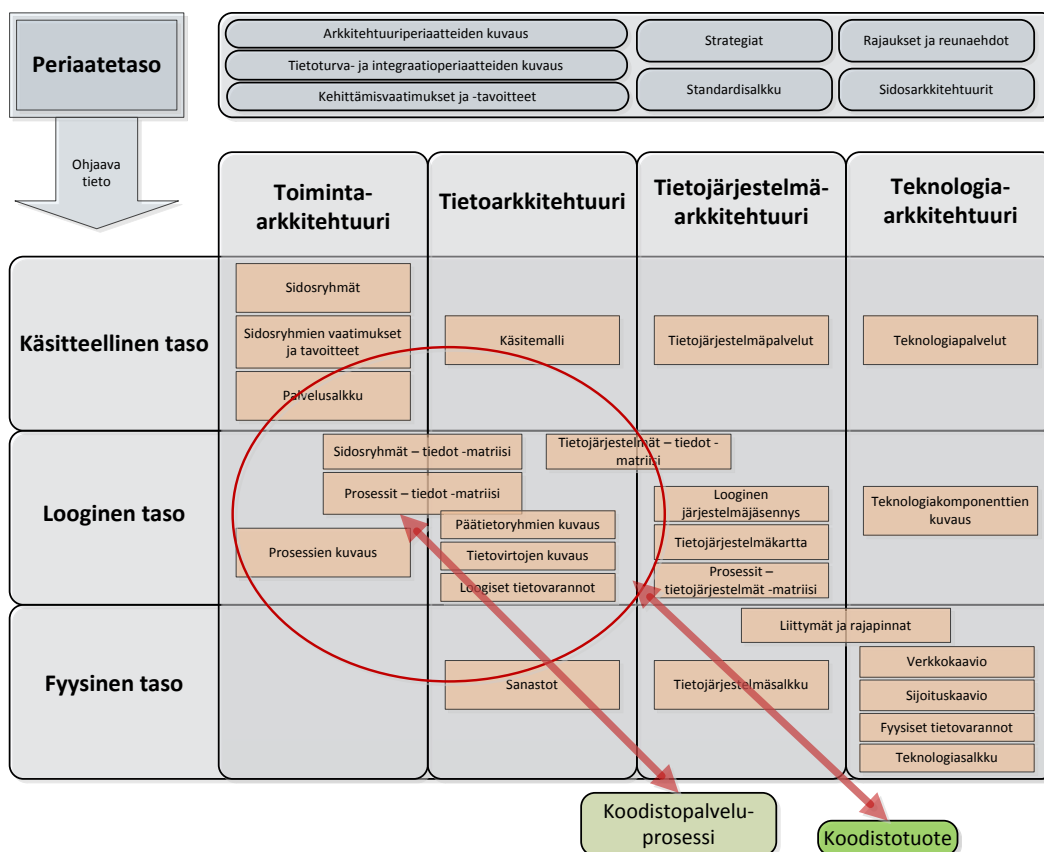 Periaatetaso
Arkkitehtuuriperiaatteiden kuvaus
Tietoturva- ja integraatioperiaatteiden kuvaus
Kehittämisvaatimukset ja -tavoitteet
Strategiat
Standardisalkku
Rajaukset ja reunaehdot
Sidosarkkitehtuurit
Ohjaava
tieto
Toiminta-
arkkitehtuuri
Tietoarkkitehtuuri
Tietojärjestelmä-
arkkitehtuuri
Teknologia-
arkkitehtuuri
Käsitteellinen taso
Sidosryhmät
Sidosryhmien vaatimukset
ja tavoitteet
Palvelusalkku
Käsitemalli
Tietojärjestelmäpalvelut
Teknologiapalvelut
Looginen taso
Sidosryhmät – tiedot -matriisi
Prosessit – tiedot -matriisi
Prosessien kuvaus
Päätietoryhmien kuvaus
Tietovirtojen kuvaus
Loogiset tietovarannot
Tietojärjestelmät – tiedot -
matriisi
Looginen
järjestelmäjäsennys
Tietojärjestelmäkartta
Prosessit –
tietojärjestelmät -matriisi
Teknologiakomponenttien
kuvaus
Fyysinen taso
Sanastot
Tietojärjestelmäsalkku
Liittymät ja rajapinnat
Verkkokaavio
Sijoituskaavio
Fyysiset tietovarannot
Teknologiasalkku
Koodistopalvelu-
prosessi
Koodistotuote